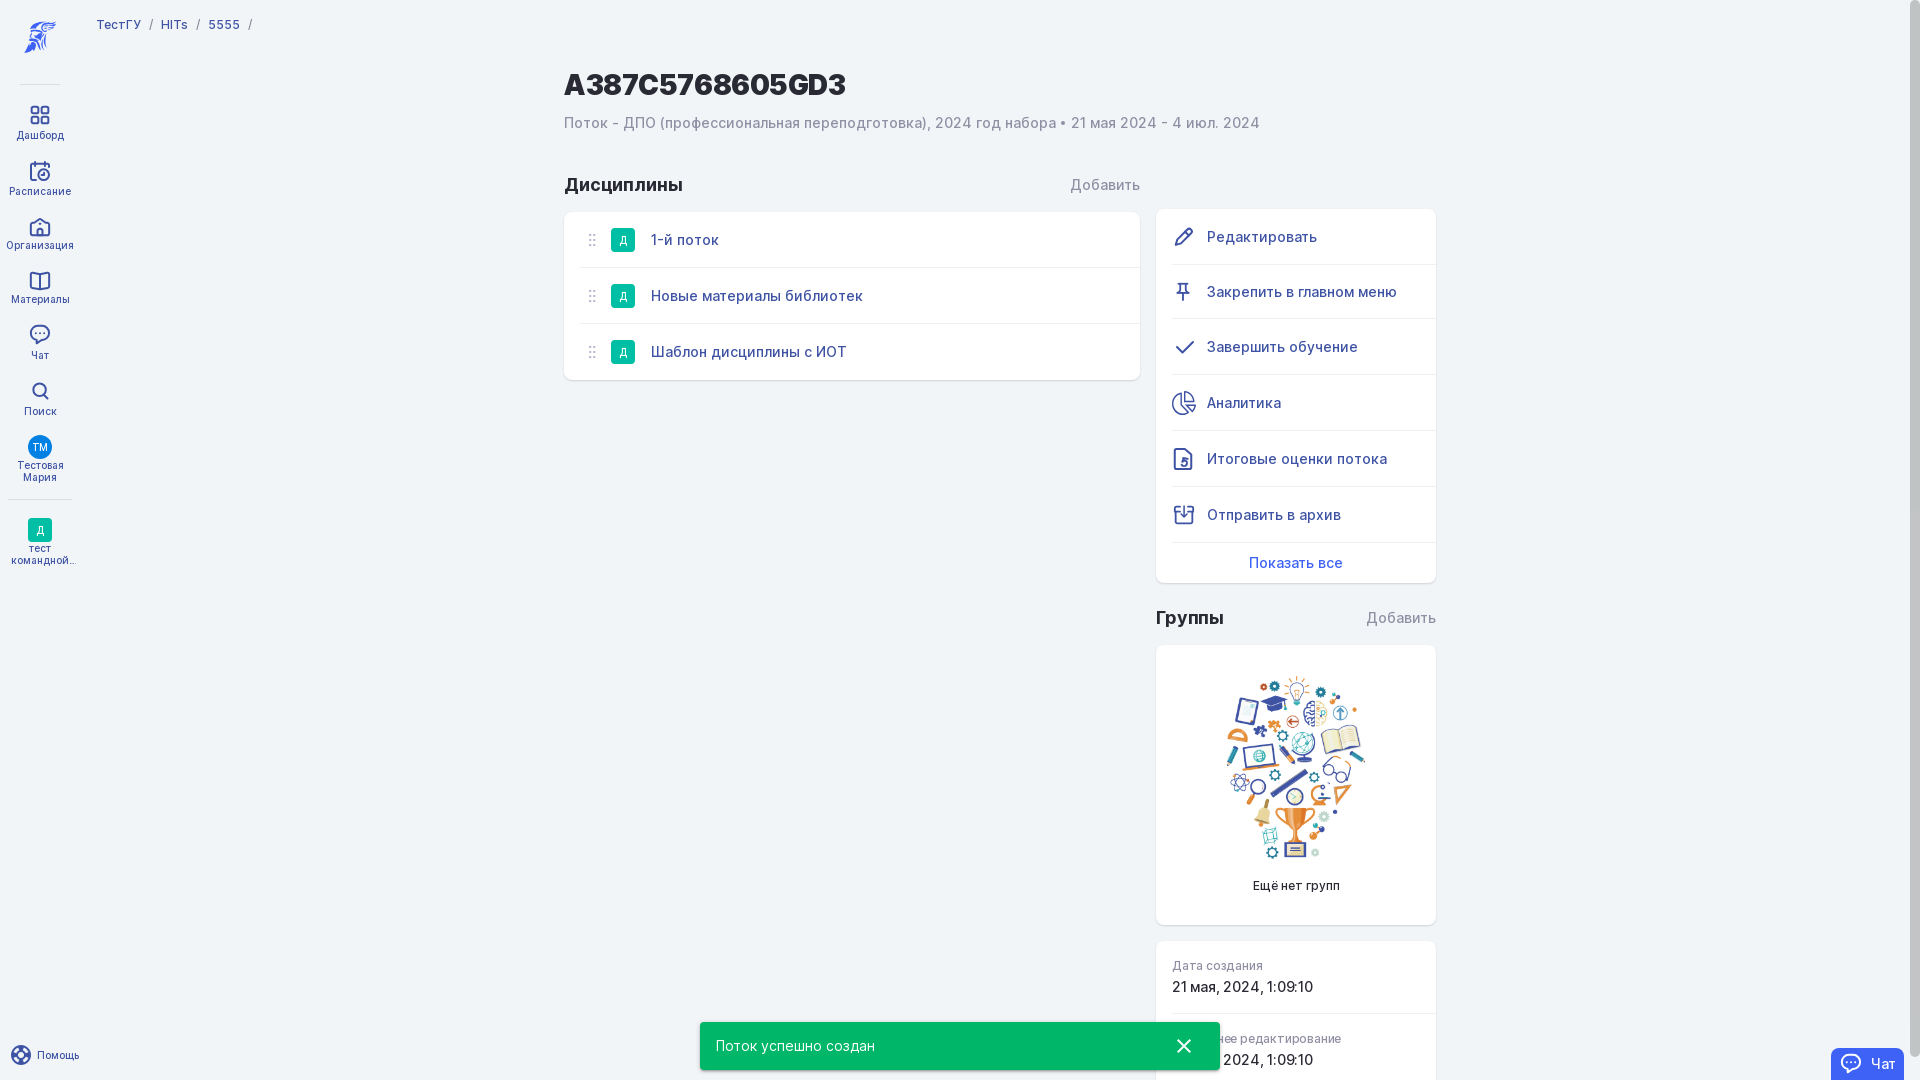 ТестГУ / HITs / 5555 /
A387C5768605GD3
Поток - ДПО (профессиональная переподготовка), 2024 год набора • 21 мая 2024 - 4 июл. 2024
Дашборд
Расписание
Организация
Материалы
Чат
Поиск
ТМ
Тестовая
Мария
Д
тест
командной...
Помощь
Дисциплины
Добавить
Д 1-й поток
Д Новые материалы библиотек
Д Шаблон дисциплины с ИОТ
Редактировать
Закрепить в главном меню
Завершить обучение
Аналитика
Итоговые оценки потока
Отправить в архив
Показать все
Группы
Добавить
Ещё нет групп
Дата создания
21 мая, 2024, 1:09:10
нее редактирование
2024, 1:09:10
Поток успешно создан
Чат